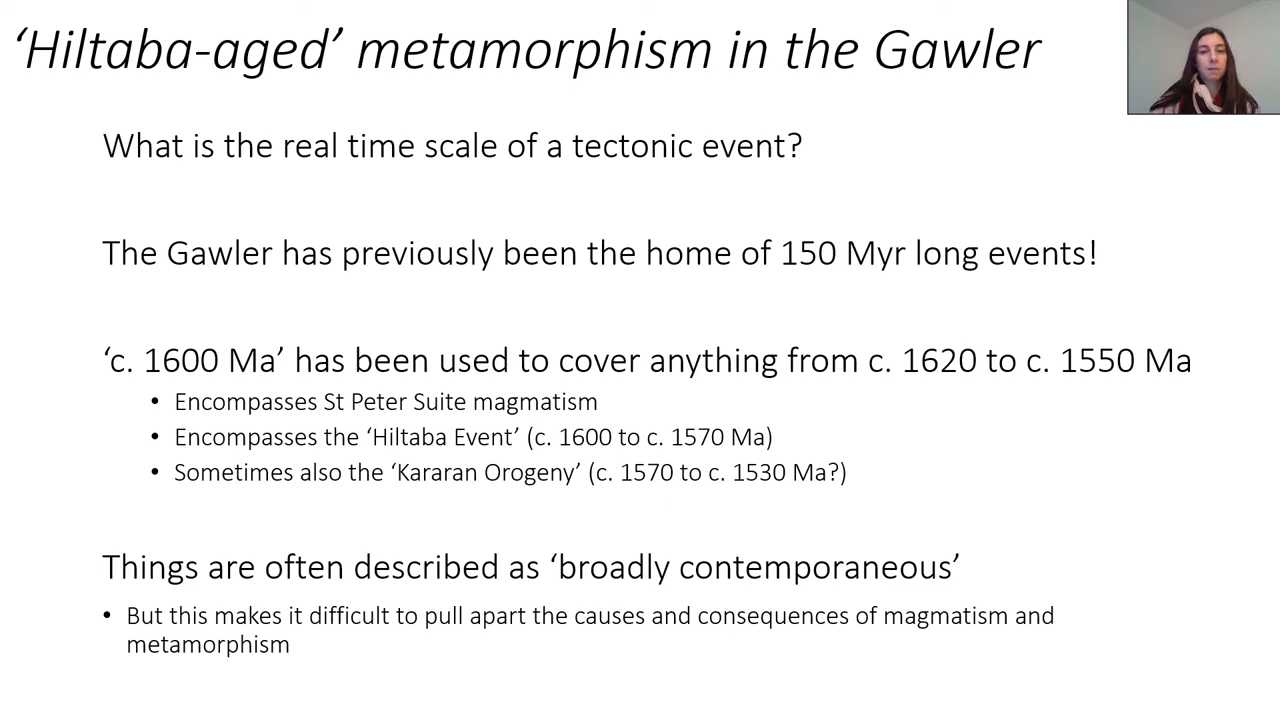 ‘Hiltaba-aged’ metamorphism in the Gawler
What is the real time scale of a tectonic event?
The Gawler has previously been the home of 150 Myr long events!
‘c. 1600 Ma’ has been used to cover anything from c. 1620 to c. 1550 Ma
• Encompasses St Peter Suite magmatism
• Encompasses the ‘Hiltaba Event’ (c. 1600 to c. 1570 Ma)
• Sometimes also the ‘Kararan Orogeny’ (c. 1570 to c. 1530 Ma?)
Things are often described as ‘broadly contemporaneous’
• But this makes it difficult to pull apart the causes and consequences of magmatism and
metamorphism